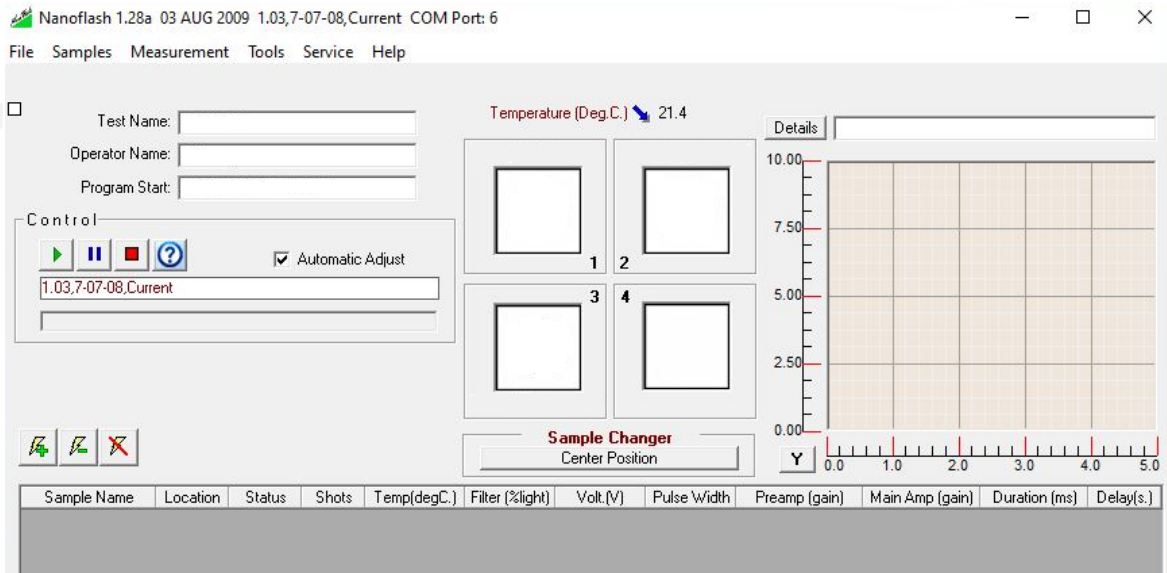 Nanoflash 1.28a 03 AUG 2009 1.03,7-07-08,Current COM Port: 6
File Samples Measurement Tools Service Help
Test Name:
Operator Name:
Program Start:
Control
Automatic Adjust
1.03,7-07-08,Current
Temperature (Deg.C.) 21.4
1 2
3 4
Sample Changer
Center Position
Details
10.00
7.50
5.00
2.50
0.00
Y
0.0 1.0 2.0 3.0 4.0 5.0
Sample Name Location Status Shots Temp(degC.) Filter (%light) Volt.(V) Pulse Width Preamp (gain) Main Amp (gain) Duration (ms) Delay(s.)